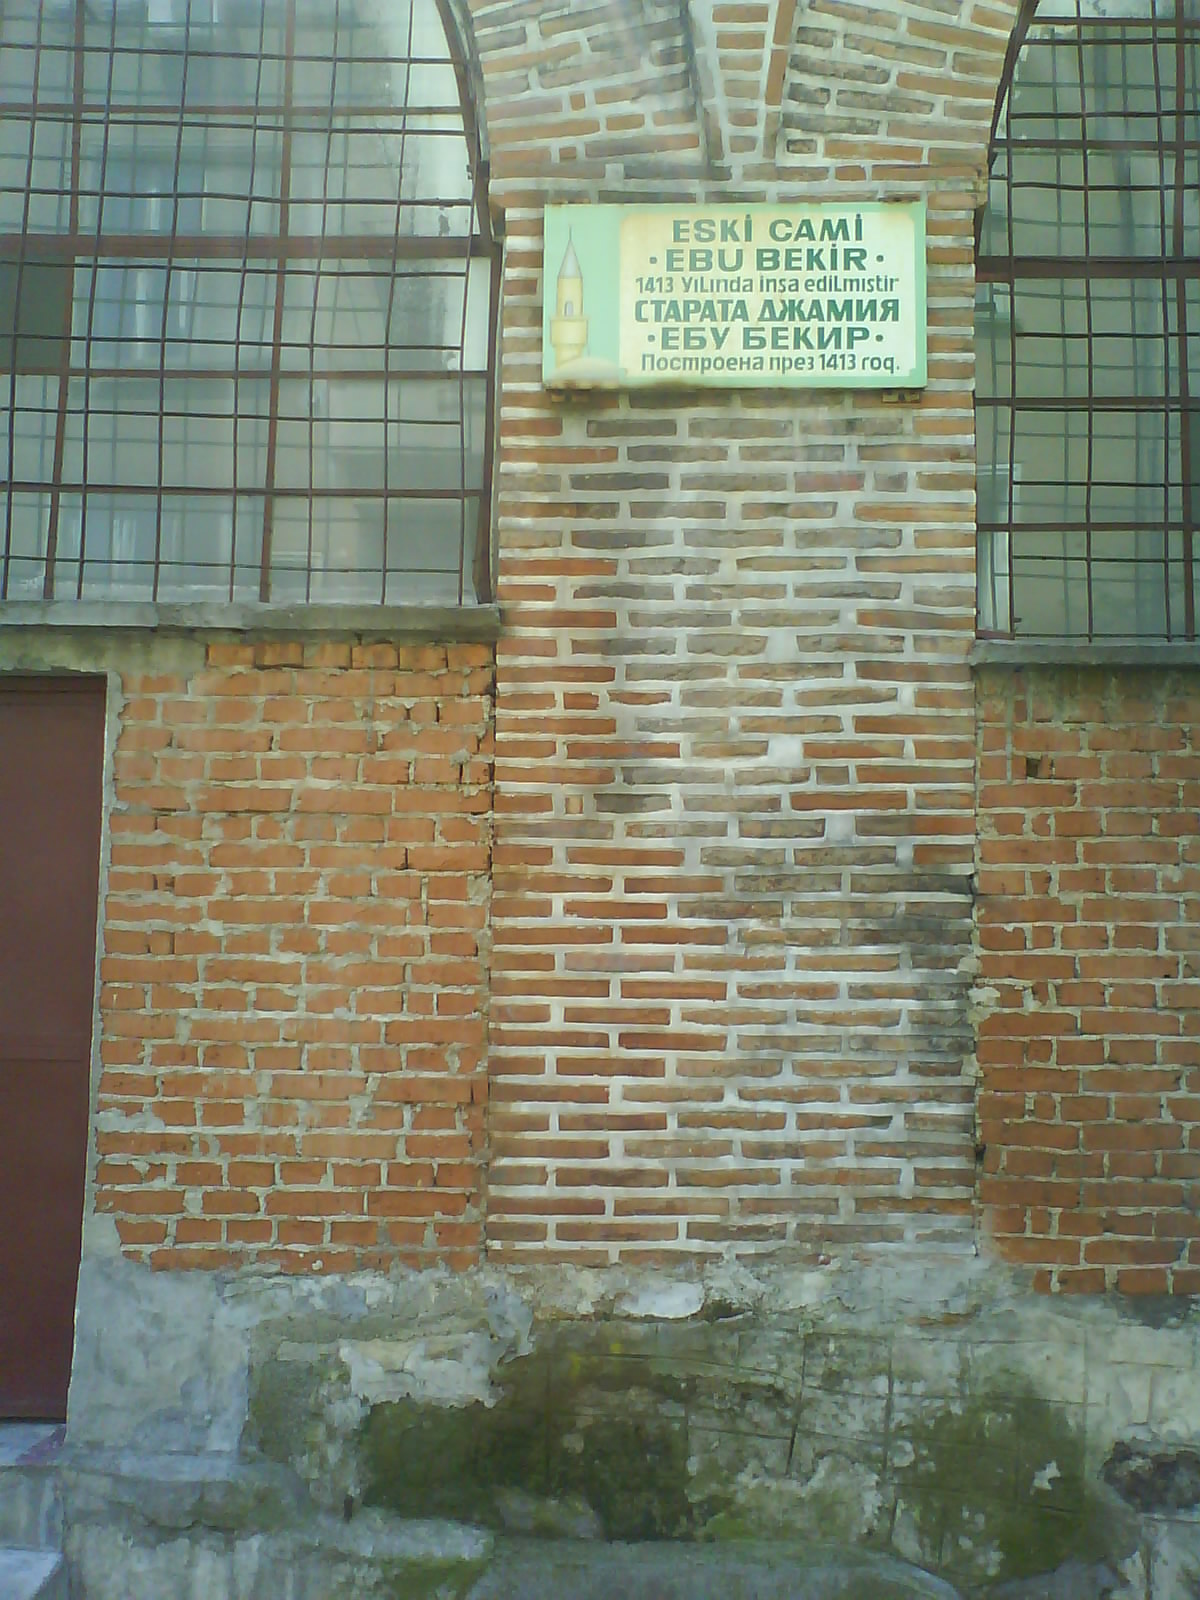 ESKİ CAMİ
·EBU BEKİR·
1413 Yılında inşa edilmiştir
СТАРАТА ДЖАМИЯ
·ЕБУ БЕКИР·
Построена през 1413 год.